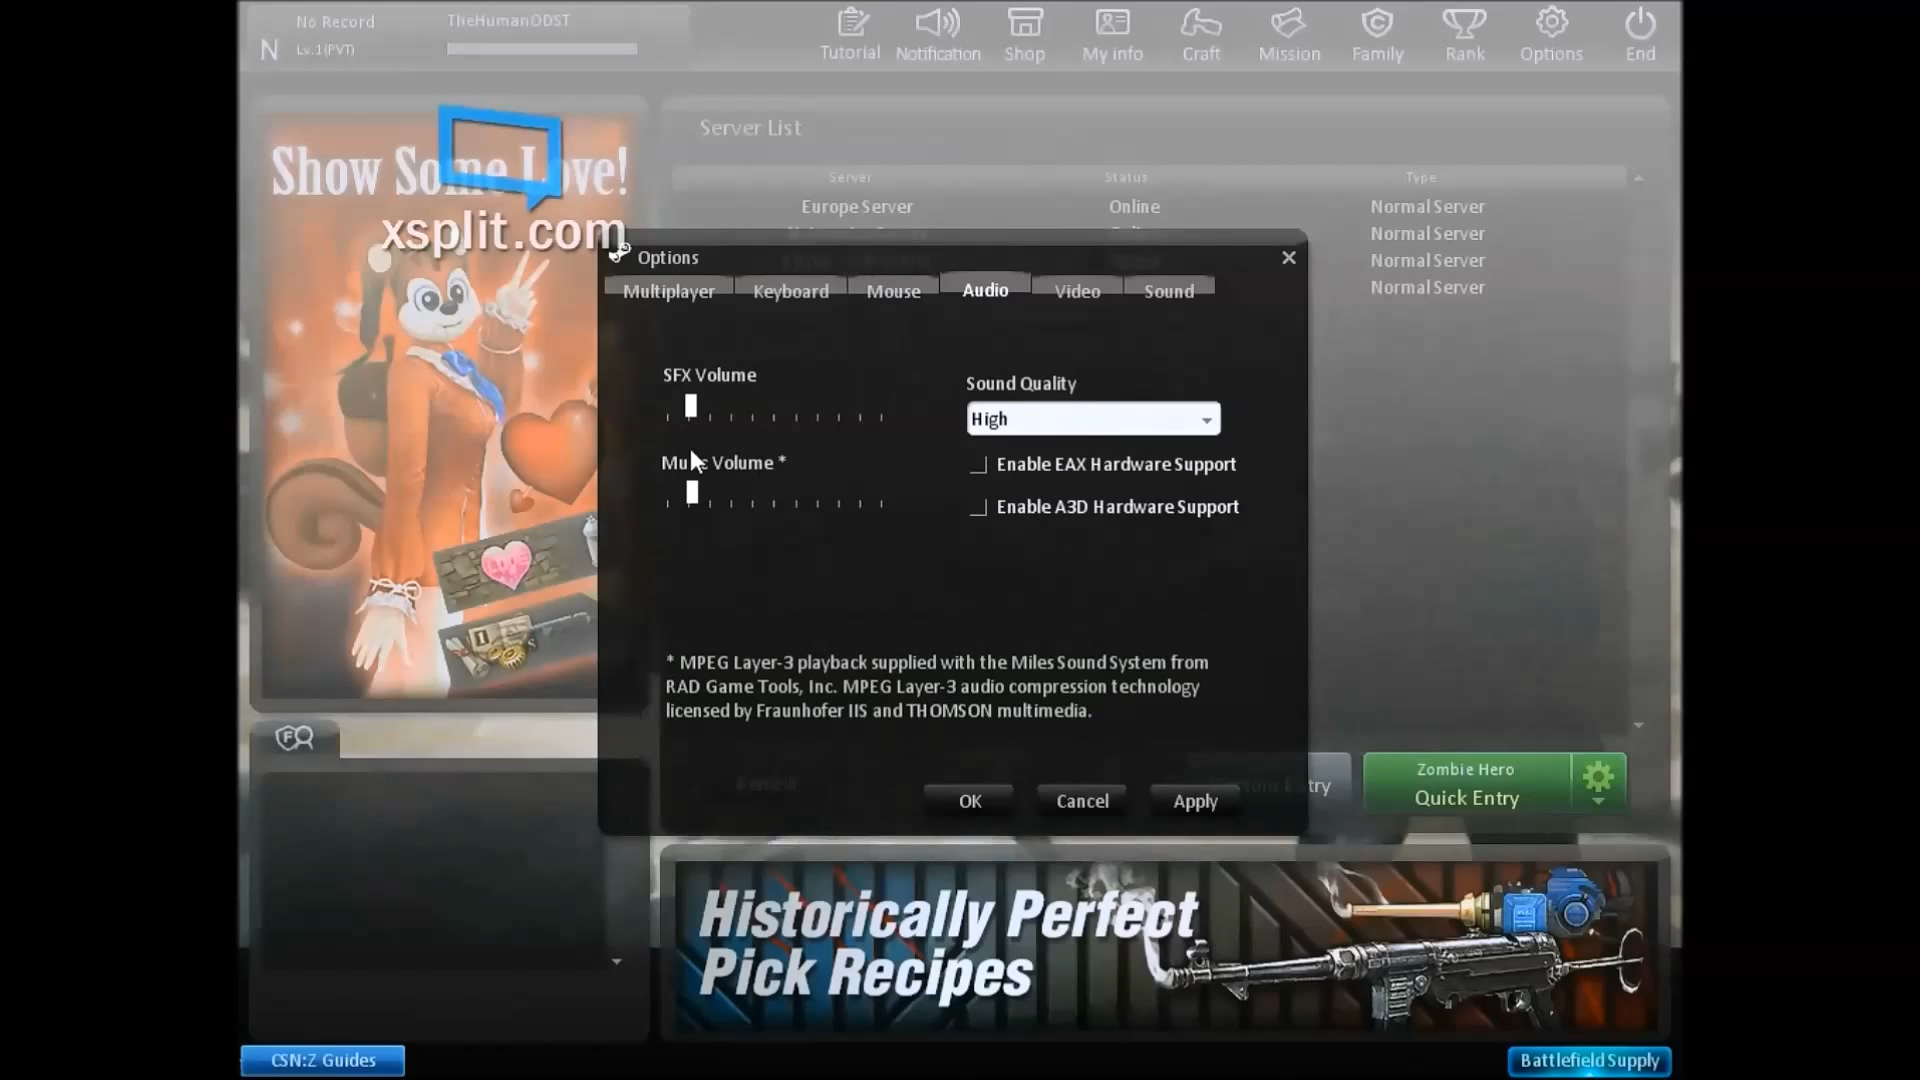 No Record
TheHumanODST
N
Lv.1(PVT)
Tutorial
Notification
Shop
My info
Craft
Mission
Family
Rank
Options
End
Show Some Love!
xsplit.com
Server List
Server
Status
Type
Europe Server
Online
Normal Server
Normal Server
Normal Server
Normal Server
Options
Multiplayer
Keyboard
Mouse
Audio
Video
Sound
SFX Volume
Sound Quality
High
Volume *
Enable EAX Hardware Support
Enable A3D Hardware Support
* MPEG Layer-3 playback supplied with the Miles Sound System from
RAD Game Tools, Inc. MPEG Layer-3 audio compression technology
licensed by Fraunhofer IIS and THOMSON multimedia.
OK
Cancel
Apply
Zombie Hero
Quick Entry
LOVE
1
F
Historically Perfect
Pick Recipes
CSN:Z Guides
Battlefield Supply